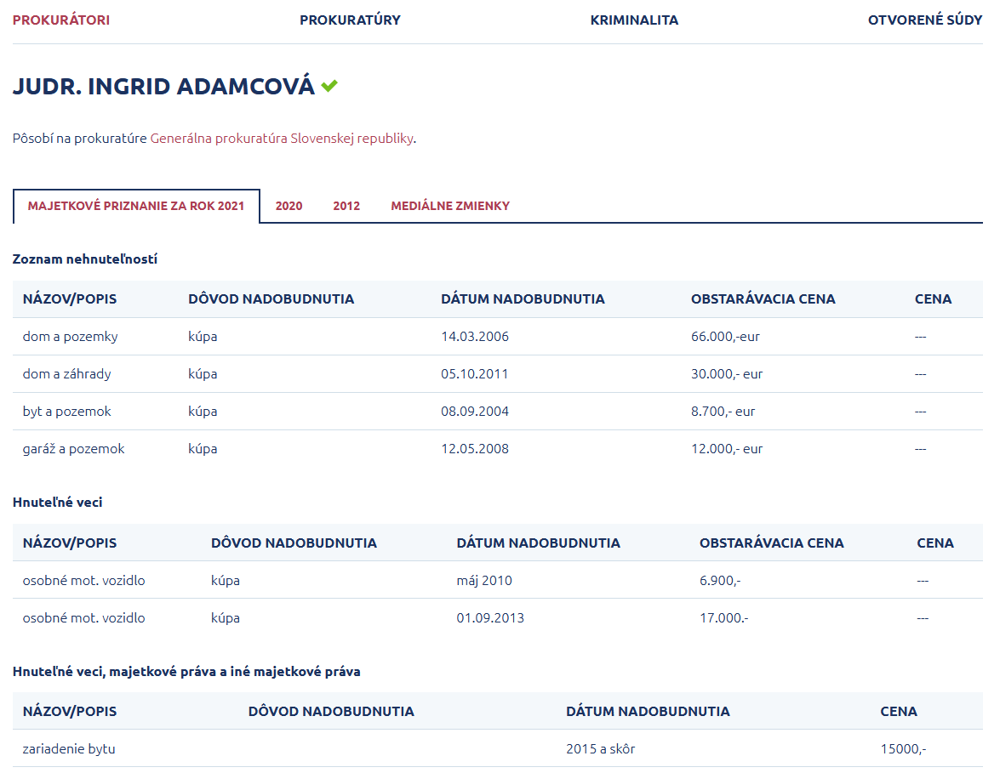 PROKURÁTORI PROKURATÚRY KRIMINALITA OTVORENÉ SÚDY
JUDR. INGRID ADAMCOVÁ
Pôsobí na prokuratúre Generálna prokuratúra Slovenskej republiky.
MAJETKOVÉ PRIZNANIE ZA ROK 2021 2020 2012 MEDIÁLNE ZMIENKY
Zoznam nehnuteľností
NÁZOV/POPIS DÔVOD NADOBUDNUTIA DÁTUM NADOBUDNUTIA OBSTARÁVACIA CENA CENA
dom a pozemky kúpa 14.03.2006 66.000,-eur ---
dom a záhrady kúpa 05.10.2011 30.000,- eur ---
byt a pozemok kúpa 08.09.2004 8.700,- eur ---
garáž a pozemok kúpa 12.05.2008 12.000,- eur ---
Hnuteľné veci
NÁZOV/POPIS DÔVOD NADOBUDNUTIA DÁTUM NADOBUDNUTIA OBSTARÁVACIA CENA CENA
osobné mot. vozidlo kúpa máj 2010 6.900,- ---
osobné mot. vozidlo kúpa 01.09.2013 17.000.- ---
Hnuteľné veci, majetkové práva a iné majetkové práva
NÁZOV/POPIS DÔVOD NADOBUDNUTIA DÁTUM NADOBUDNUTIA CENA
zariadenie bytu 2015 a skôr 15000,-